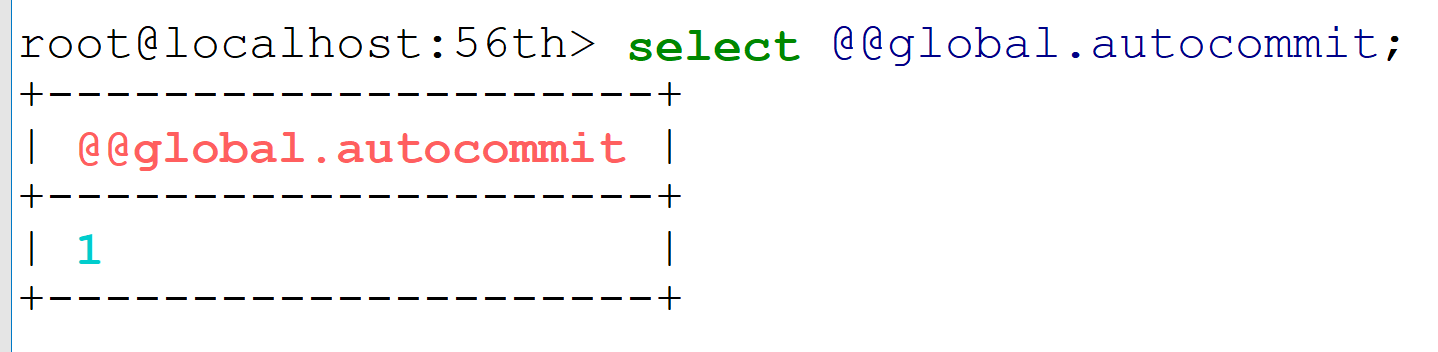 root@localhost:56th> select @@global.autocommit;
+---------------------+
| @@global.autocommit |
+---------------------+
| 1                   |
+---------------------+